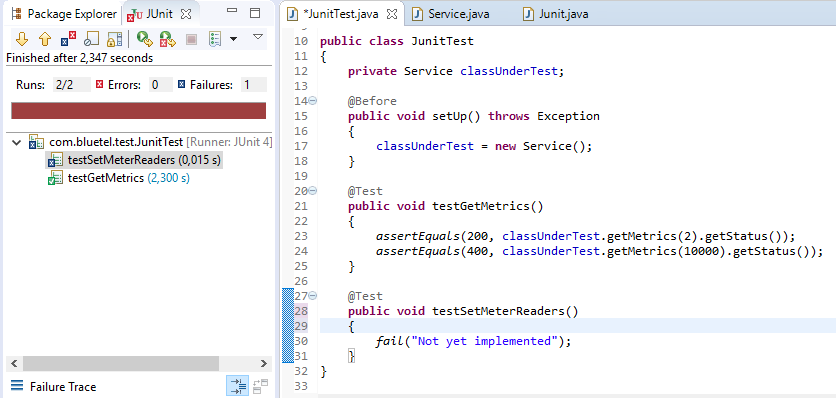 Package Explorer JUnit
Finished after 2,347 seconds
Runs: 2/2 Errors: 0 Failures: 1
com.bluetel.test.JunitTest [Runner: JUnit 4]
testSetMeterReaders (0,015 s)
testGetMetrics (2,300 s)
Failure Trace
*JunitTest.java Service.java Junit.java
10 public class JunitTest
11 {
12 private Service classUnderTest;
13
14 @Before
15 public void setUp() throws Exception
16 {
17 classUnderTest = new Service();
18 }
19
20 @Test
21 public void testGetMetrics()
22 {
23 assertEquals(200, classUnderTest.getMetrics(2).getStatus());
24 assertEquals(400, classUnderTest.getMetrics(10000).getStatus());
25 }
26
27 @Test
28 public void testSetMeterReaders()
29 {
30 fail("Not yet implemented");
31 }
32 }
33